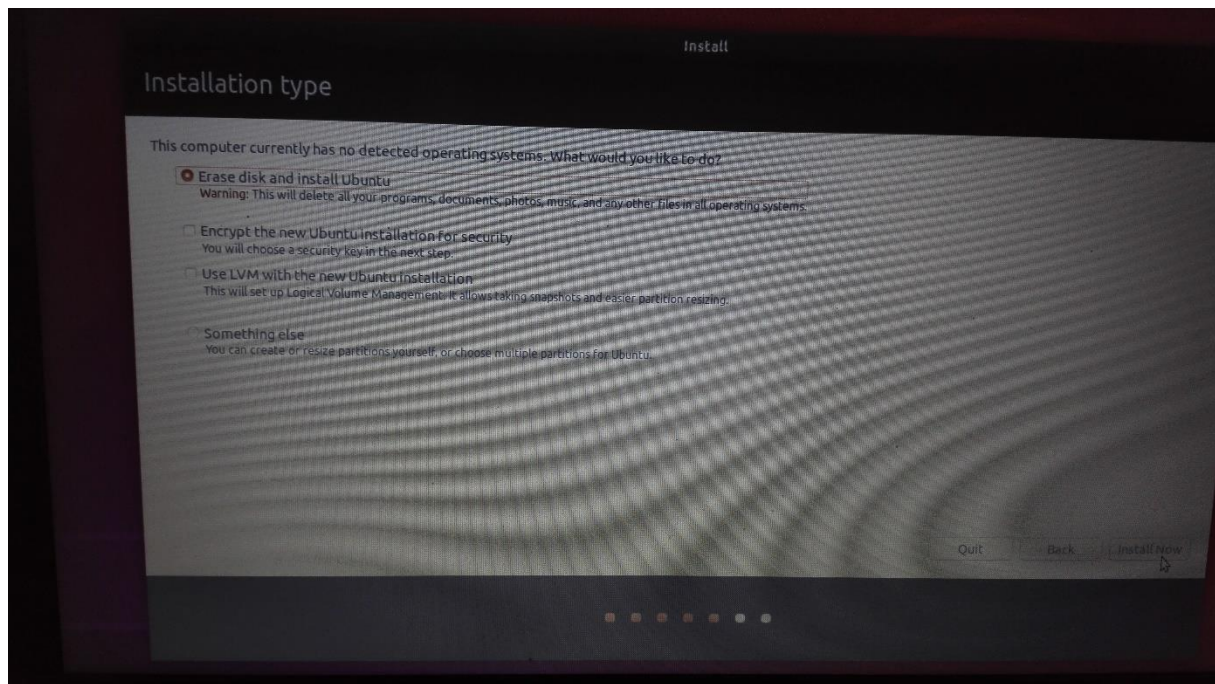 Install
Installation type
This computer currently has no detected operating systems. What would you like to do?
Erase disk and install Ubuntu
Warning: This will delete all your programs, documents, photos, music, and any other files in all operating systems.
Encrypt the new Ubuntu installation for security
You will choose a security key in the next step.
Use LVM with the new Ubuntu installation
This will set up Logical Volume Management. It allows taking snapshots and easier partition resizing.
Something else
You can create or resize partitions yourself, or choose multiple partitions for Ubuntu.
Quit Back Install Now